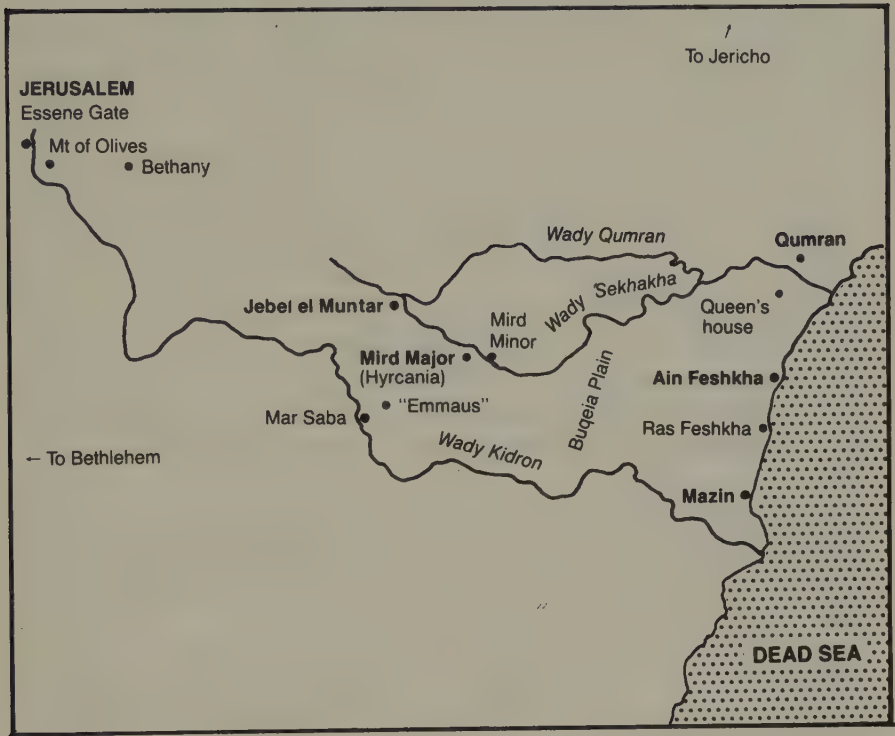 ↑
To Jericho
JERUSALEM
Essene Gate
Mt of Olives
Bethany
Wady Qumran
Qumran
Wady Sekhakha
Queen's
house
Jebel el Muntar
Mird
Minor
Mird Major
(Hyrcania)
Ain Feshkha
"Emmaus"
Mar Saba
Buqeia Plain
Ras Feshkha
Wady Kidron
← To Bethlehem
Mazin
DEAD SEA